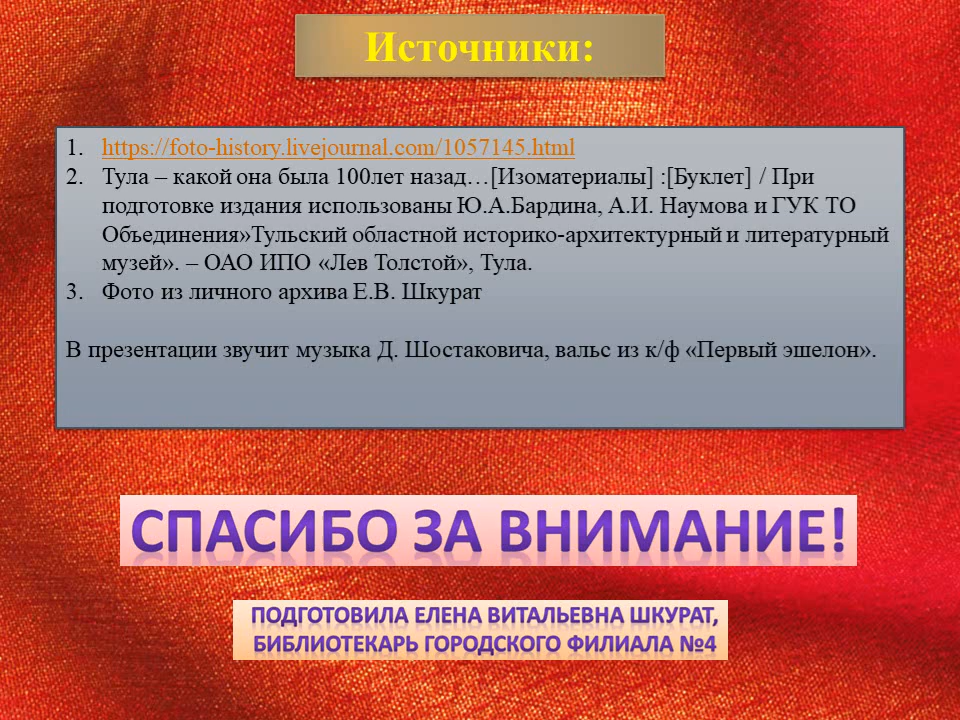 Источники:
1. https://foto-history.livejournal.com/1057145.html
2. Тула – какой она была 100лет назад…[Изоматериалы] :[Буклет] / При
подготовке издания использованы Ю.А.Бардина, А.И. Наумова и ГУК ТО
Объединения»Тульский областной историко-архитектурный и литературный
музей». – ОАО ИПО «Лев Толстой», Тула.
3. Фото из личного архива Е.В. Шкурат
В презентации звучит музыка Д. Шостаковича, вальс из к/ф «Первый эшелон».
СПАСИБО ЗА ВНИМАНИЕ!
ПОДГОТОВИЛА ЕЛЕНА ВИТАЛЬЕВНА ШКУРАТ,
БИБЛИОТЕКАРЬ ГОРОДСКОГО ФИЛИАЛА №4